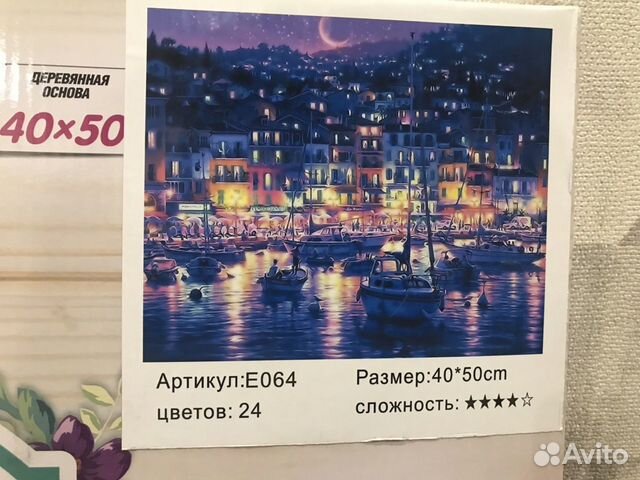 ДЕРЕВЯННАЯ
ОСНОВА
40×50
Артикул:E064
Размер:40*50cm
цветов: 24
сложность: ★★★★☆
Avito